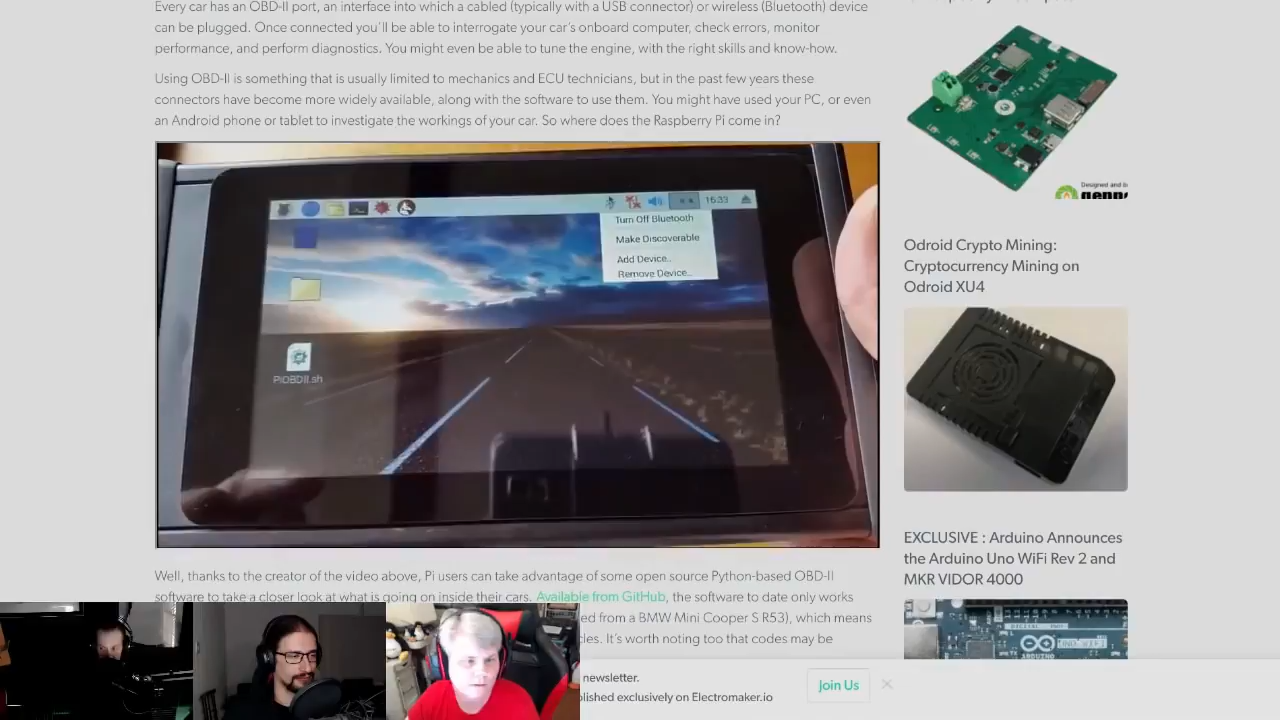 Every car has an OBD-II port, an interface into which a cabled (typically with a USB connector) or wireless (Bluetooth) device
can be plugged. Once connected you'll be able to interrogate your car's onboard computer, check errors, monitor
performance, and perform diagnostics. You might even be able to tune the engine, with the right skills and know-how.
Using OBD-II is something that is usually limited to mechanics and ECU technicians, but in the past few years these
connectors have become more widely available, along with the software to use them. You might have used your PC, or even
an Android phone or tablet to investigate the workings of your car. So where does the Raspberry Pi come in?
16:33
Turn Off Bluetooth
Make Discoverable
Add Device...
Remove Device...
PiOBDII.sh
Well, thanks to the creator of the video above, Pi users can take advantage of some open source Python-based OBD-II
software to take a closer look at what is going on inside their cars. Available from GitHub, the software to date only works
ed from a BMW Mini Cooper S R53), which means
les. It's worth noting too that codes may be
newsletter.
lished exclusively on Electromaker.io
Join Us
Designed and b
Odroid Crypto Mining:
Cryptocurrency Mining on
Odroid XU4
EXCLUSIVE : Arduino Announces
the Arduino Uno WiFi Rev 2 and
MKR VIDOR 4000
ARDUINO
UNO WIFI